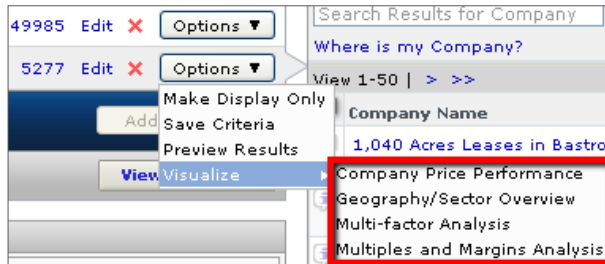 49985 Edit Options ▼
5277 Edit Options ▼
Make Display Only
Save Criteria
Preview Results
Visualize
Company Price Performance
Geography/Sector Overview
Multi-factor Analysis
Multiples and Margins Analysis
Add
View
Search Results for Company
Where is my Company?
View 1-50 | > >>
Company Name
1,040 Acres Leases in Bastro